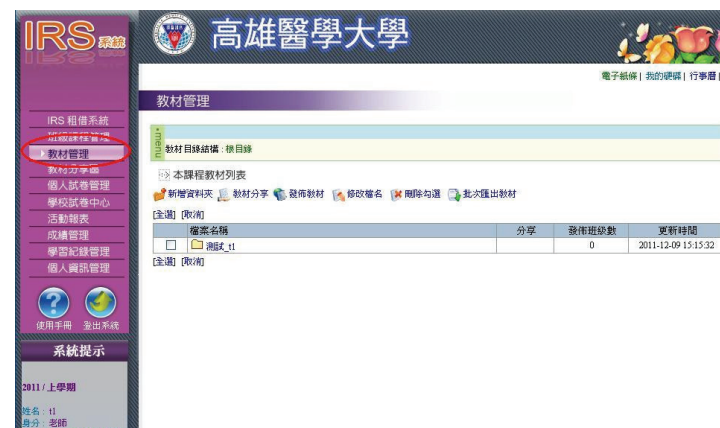 IRS 系統
高雄醫學大學
電子紙條 | 我的硬碟 | 行事曆 |
教材管理
IRS 租借系統
班級課程管理
教材管理
教材分享區
個人試卷管理
學校試卷中心
活動報表
成績管理
學習記錄管理
個人資訊管理
使用手冊 登出系統
系統提示
2011 / 上學期
姓名 : t1
身分 : 老師
menu
教材目錄結構 : 根目錄
本課程教材列表
新增資料夾 教材分享 發佈教材 修改檔名 刪除勾選 批次匯出教材
[全選] [取消]
檔案名稱 分享 發佈班級數 更新時間
測試_t1 0 2011-12-09 15:15:32
[全選] [取消]